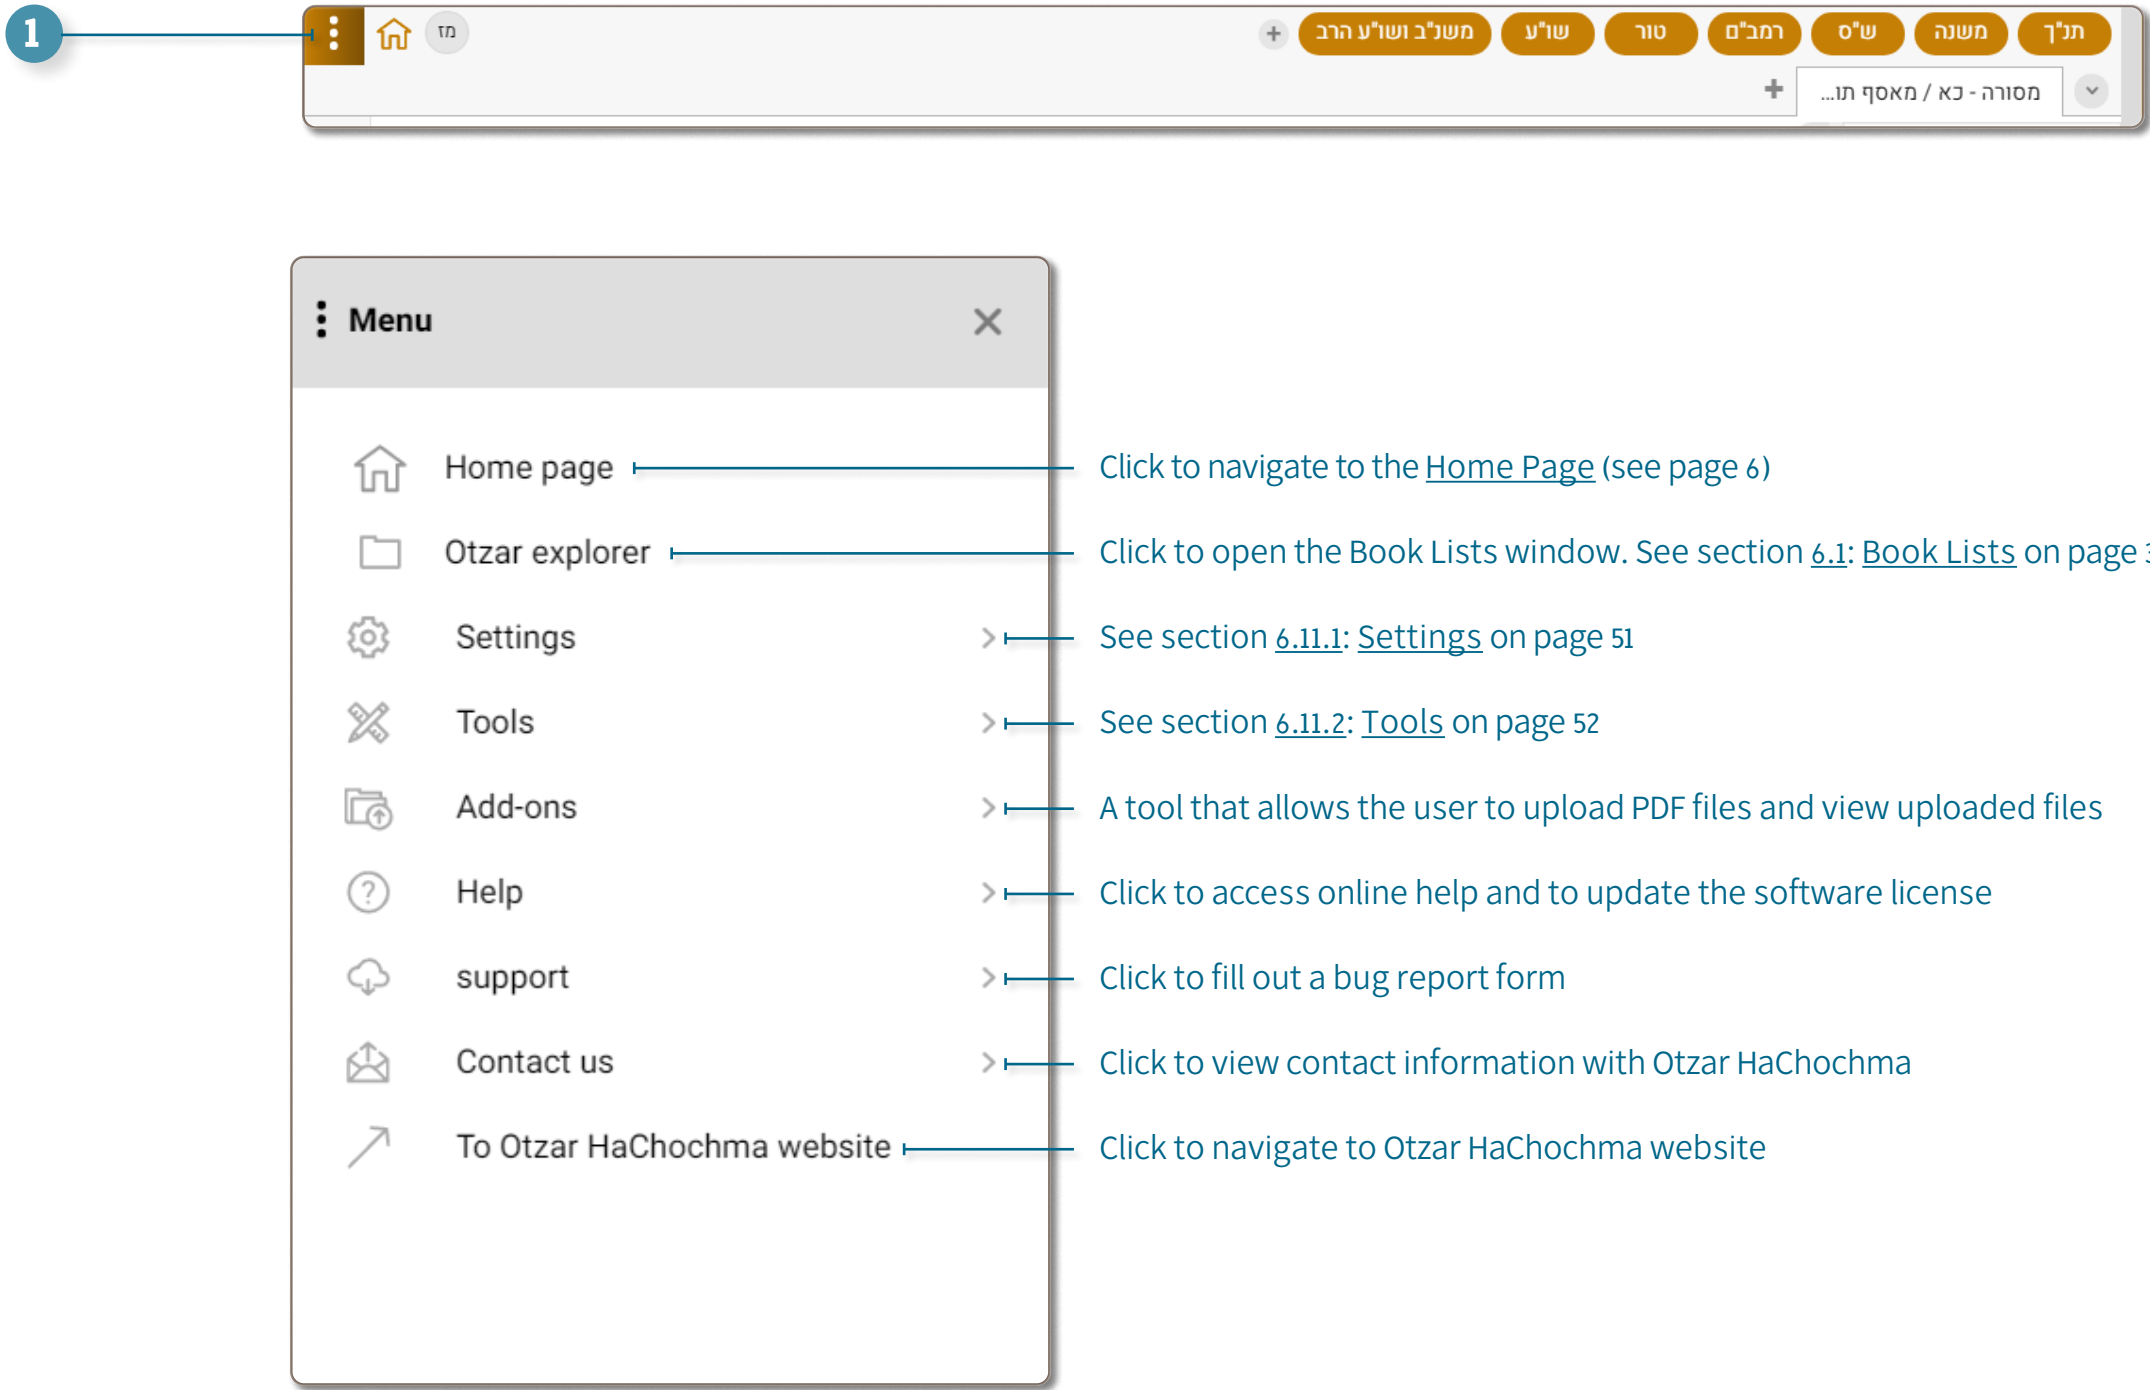 1
מז
תנ"ך משנה ש"ס רמב"ם טור שו"ע משנ"ב ושו"ע הרב +
מסורה - כא / מאסף תו... +
Menu
Home page Click to navigate to the Home Page (see page 6)
Otzar explorer Click to open the Book Lists window. See section 6.1: Book Lists on page
Settings See section 6.11.1: Settings on page 51
Tools See section 6.11.2: Tools on page 52
Add-ons A tool that allows the user to upload PDF files and view uploaded files
Help Click to access online help and to update the software license
support Click to fill out a bug report form
Contact us Click to view contact information with Otzar HaChochma
To Otzar HaChochma website Click to navigate to Otzar HaChochma website